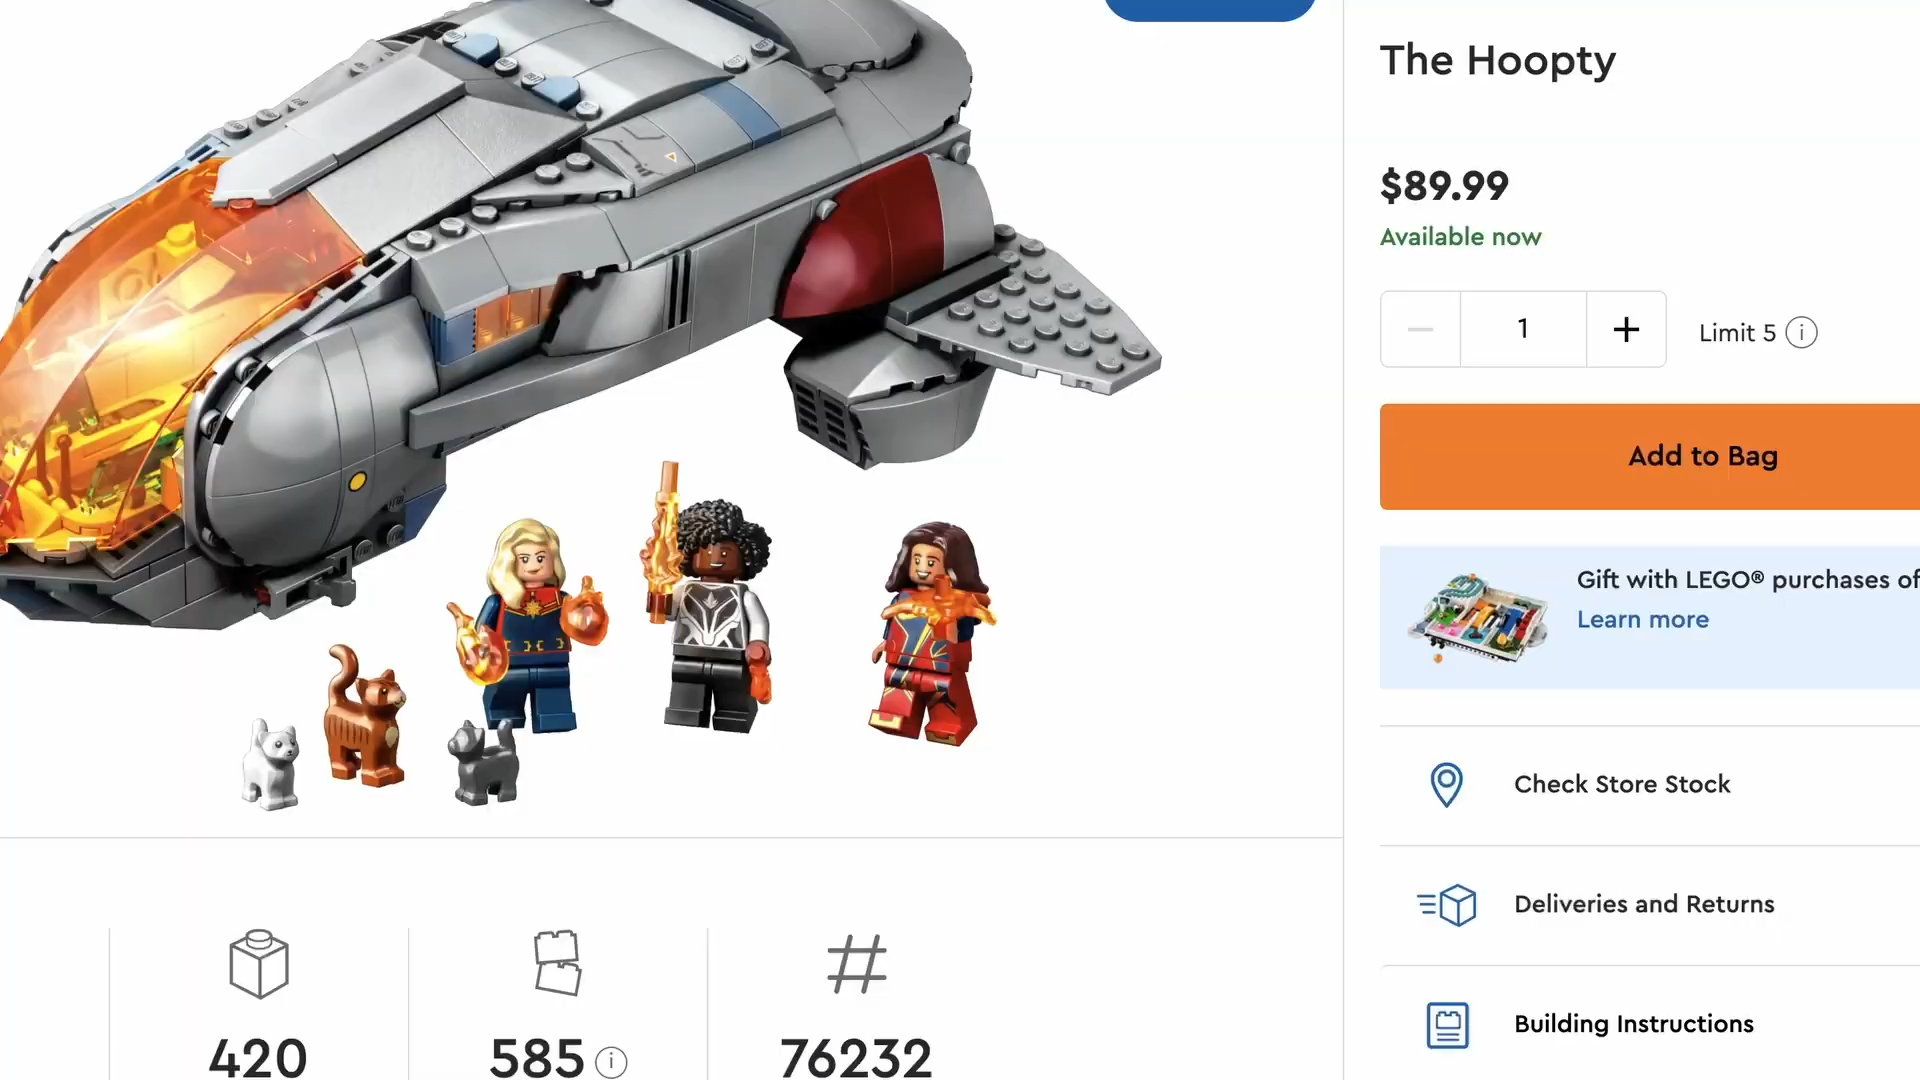 The Hoopty
$89.99
Available now
1
Limit 5
Add to Bag
Gift with LEGO® purchases of
Learn more
Check Store Stock
Deliveries and Returns
Building Instructions
420
585
76232